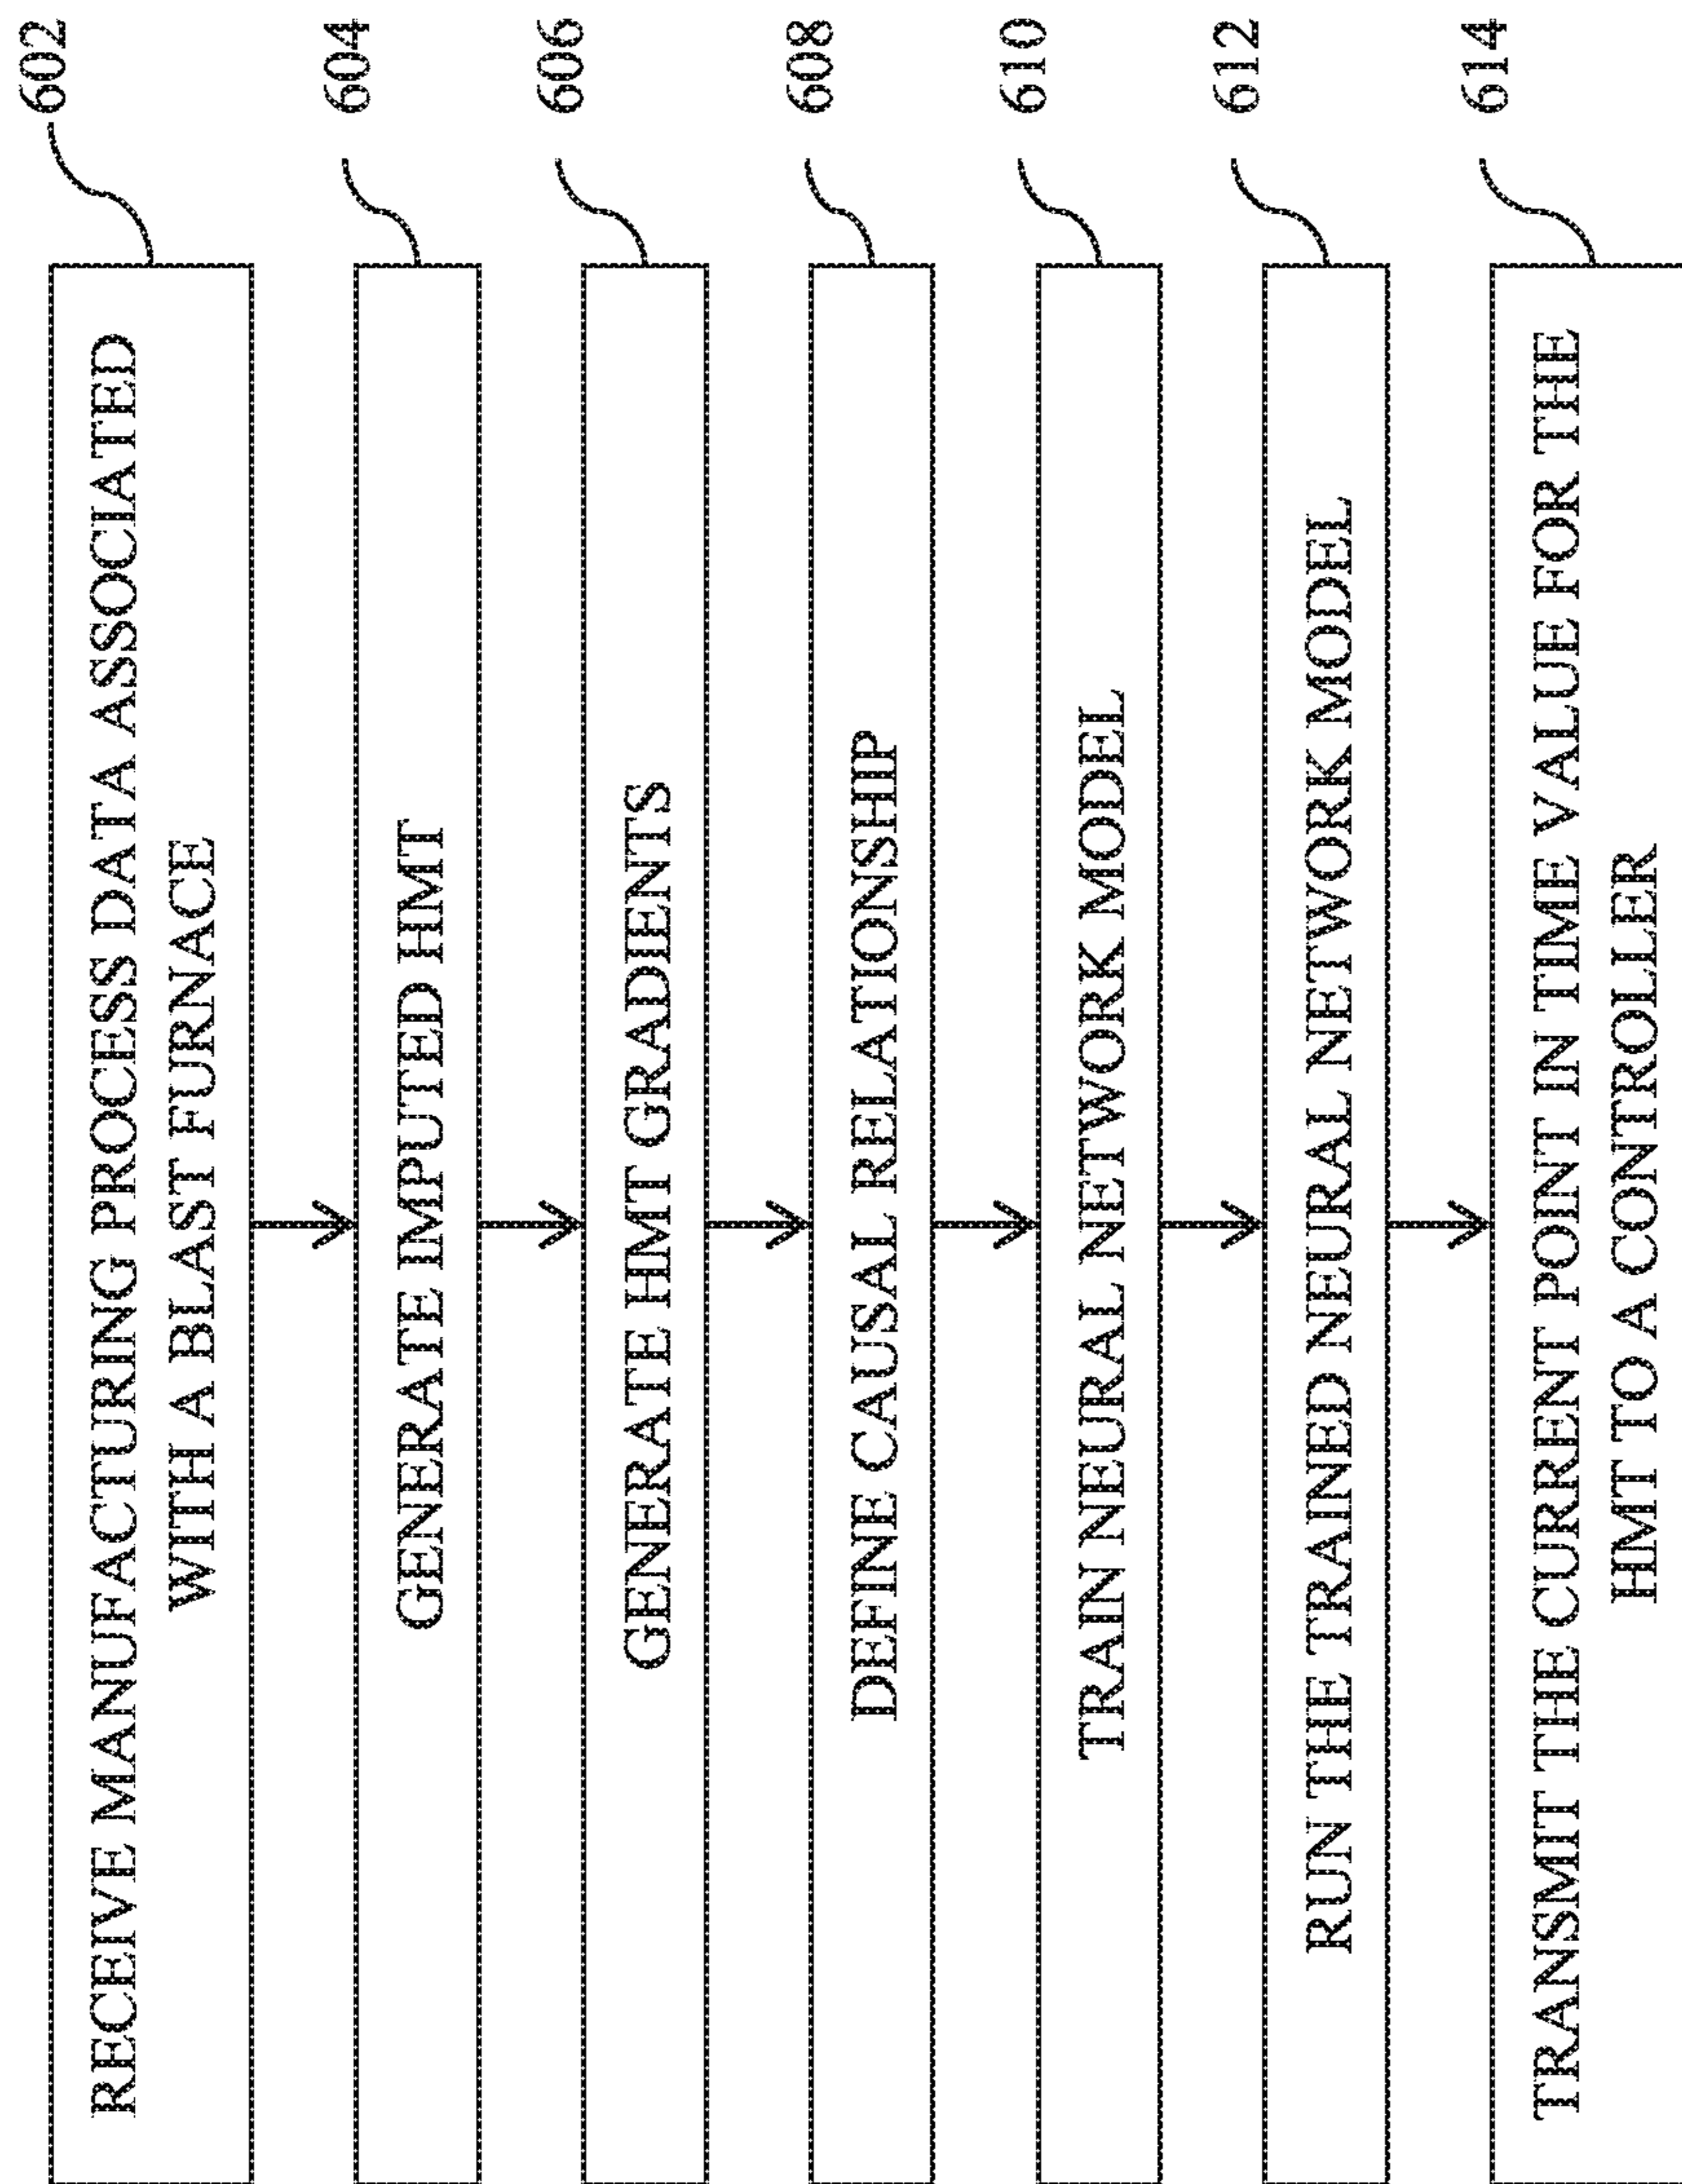 RECEIVE MANUFACTURING PROCESS DATA ASSOCIATED
WITH A BLAST FURNACE
602
GENERATE IMPUTED HMT
604
GENERATE HMT GRADIENTS
606
DEFINE CAUSAL RELATIONSHIP
608
TRAIN NEURAL NETWORK MODEL
610
RUN THE TRAINED NEURAL NETWORK MODEL
612
TRANSMIT THE CURRENT POINT IN TIME VALUE FOR THE
HMT TO A CONTROLLER
614